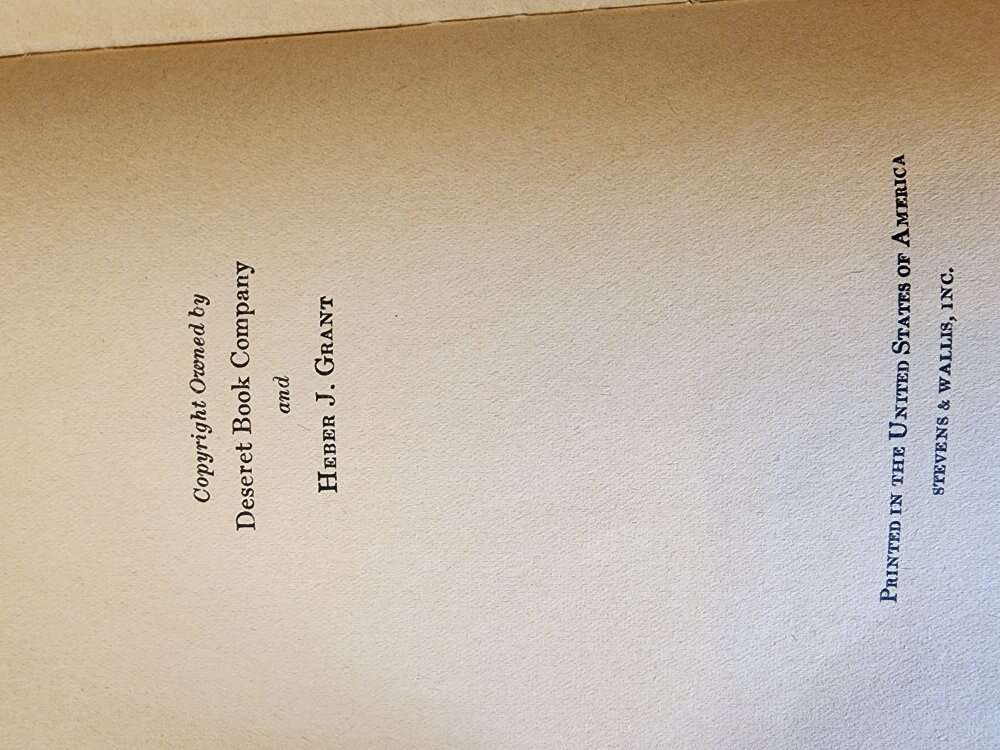 Copyright Owned by
Deseret Book Company
and
HEBER J. GRANT
PRINTED IN THE UNITED STATES OF AMERICA
STEVENS & WALLIS, INC.